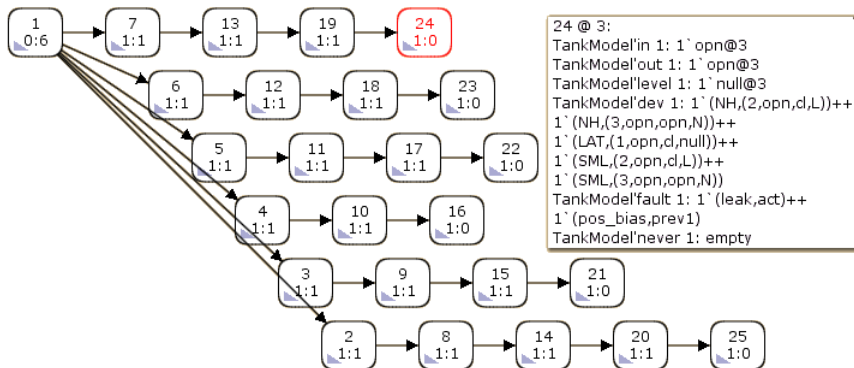 1 7 13 19 24
0:6 1:1 1:1 1:1 1:0
6 12 18 23
1:1 1:1 1:1 1:0
5 11 17 22
1:1 1:1 1:1 1:0
4 10 16
1:1 1:1 1:0
3 9 15 21
1:1 1:1 1:1 1:0
2 8 14 20 25
1:1 1:1 1:1 1:1 1:0
24 @ 3:
TankModel'in 1: 1`opn@3
TankModel'out 1: 1`opn@3
TankModel'level 1: 1`null@3
TankModel'dev 1: 1`(NH,(2,opn,cl,L))++
1`(NH,(3,opn,opn,N))++
1`(LAT,(1,opn,cl,null))++
1`(SML,(2,opn,cl,L))++
1`(SML,(3,opn,opn,N))
TankModel'fault 1: 1`(leak,act)++
1`(pos_bias,prev1)
TankModel'never 1: empty